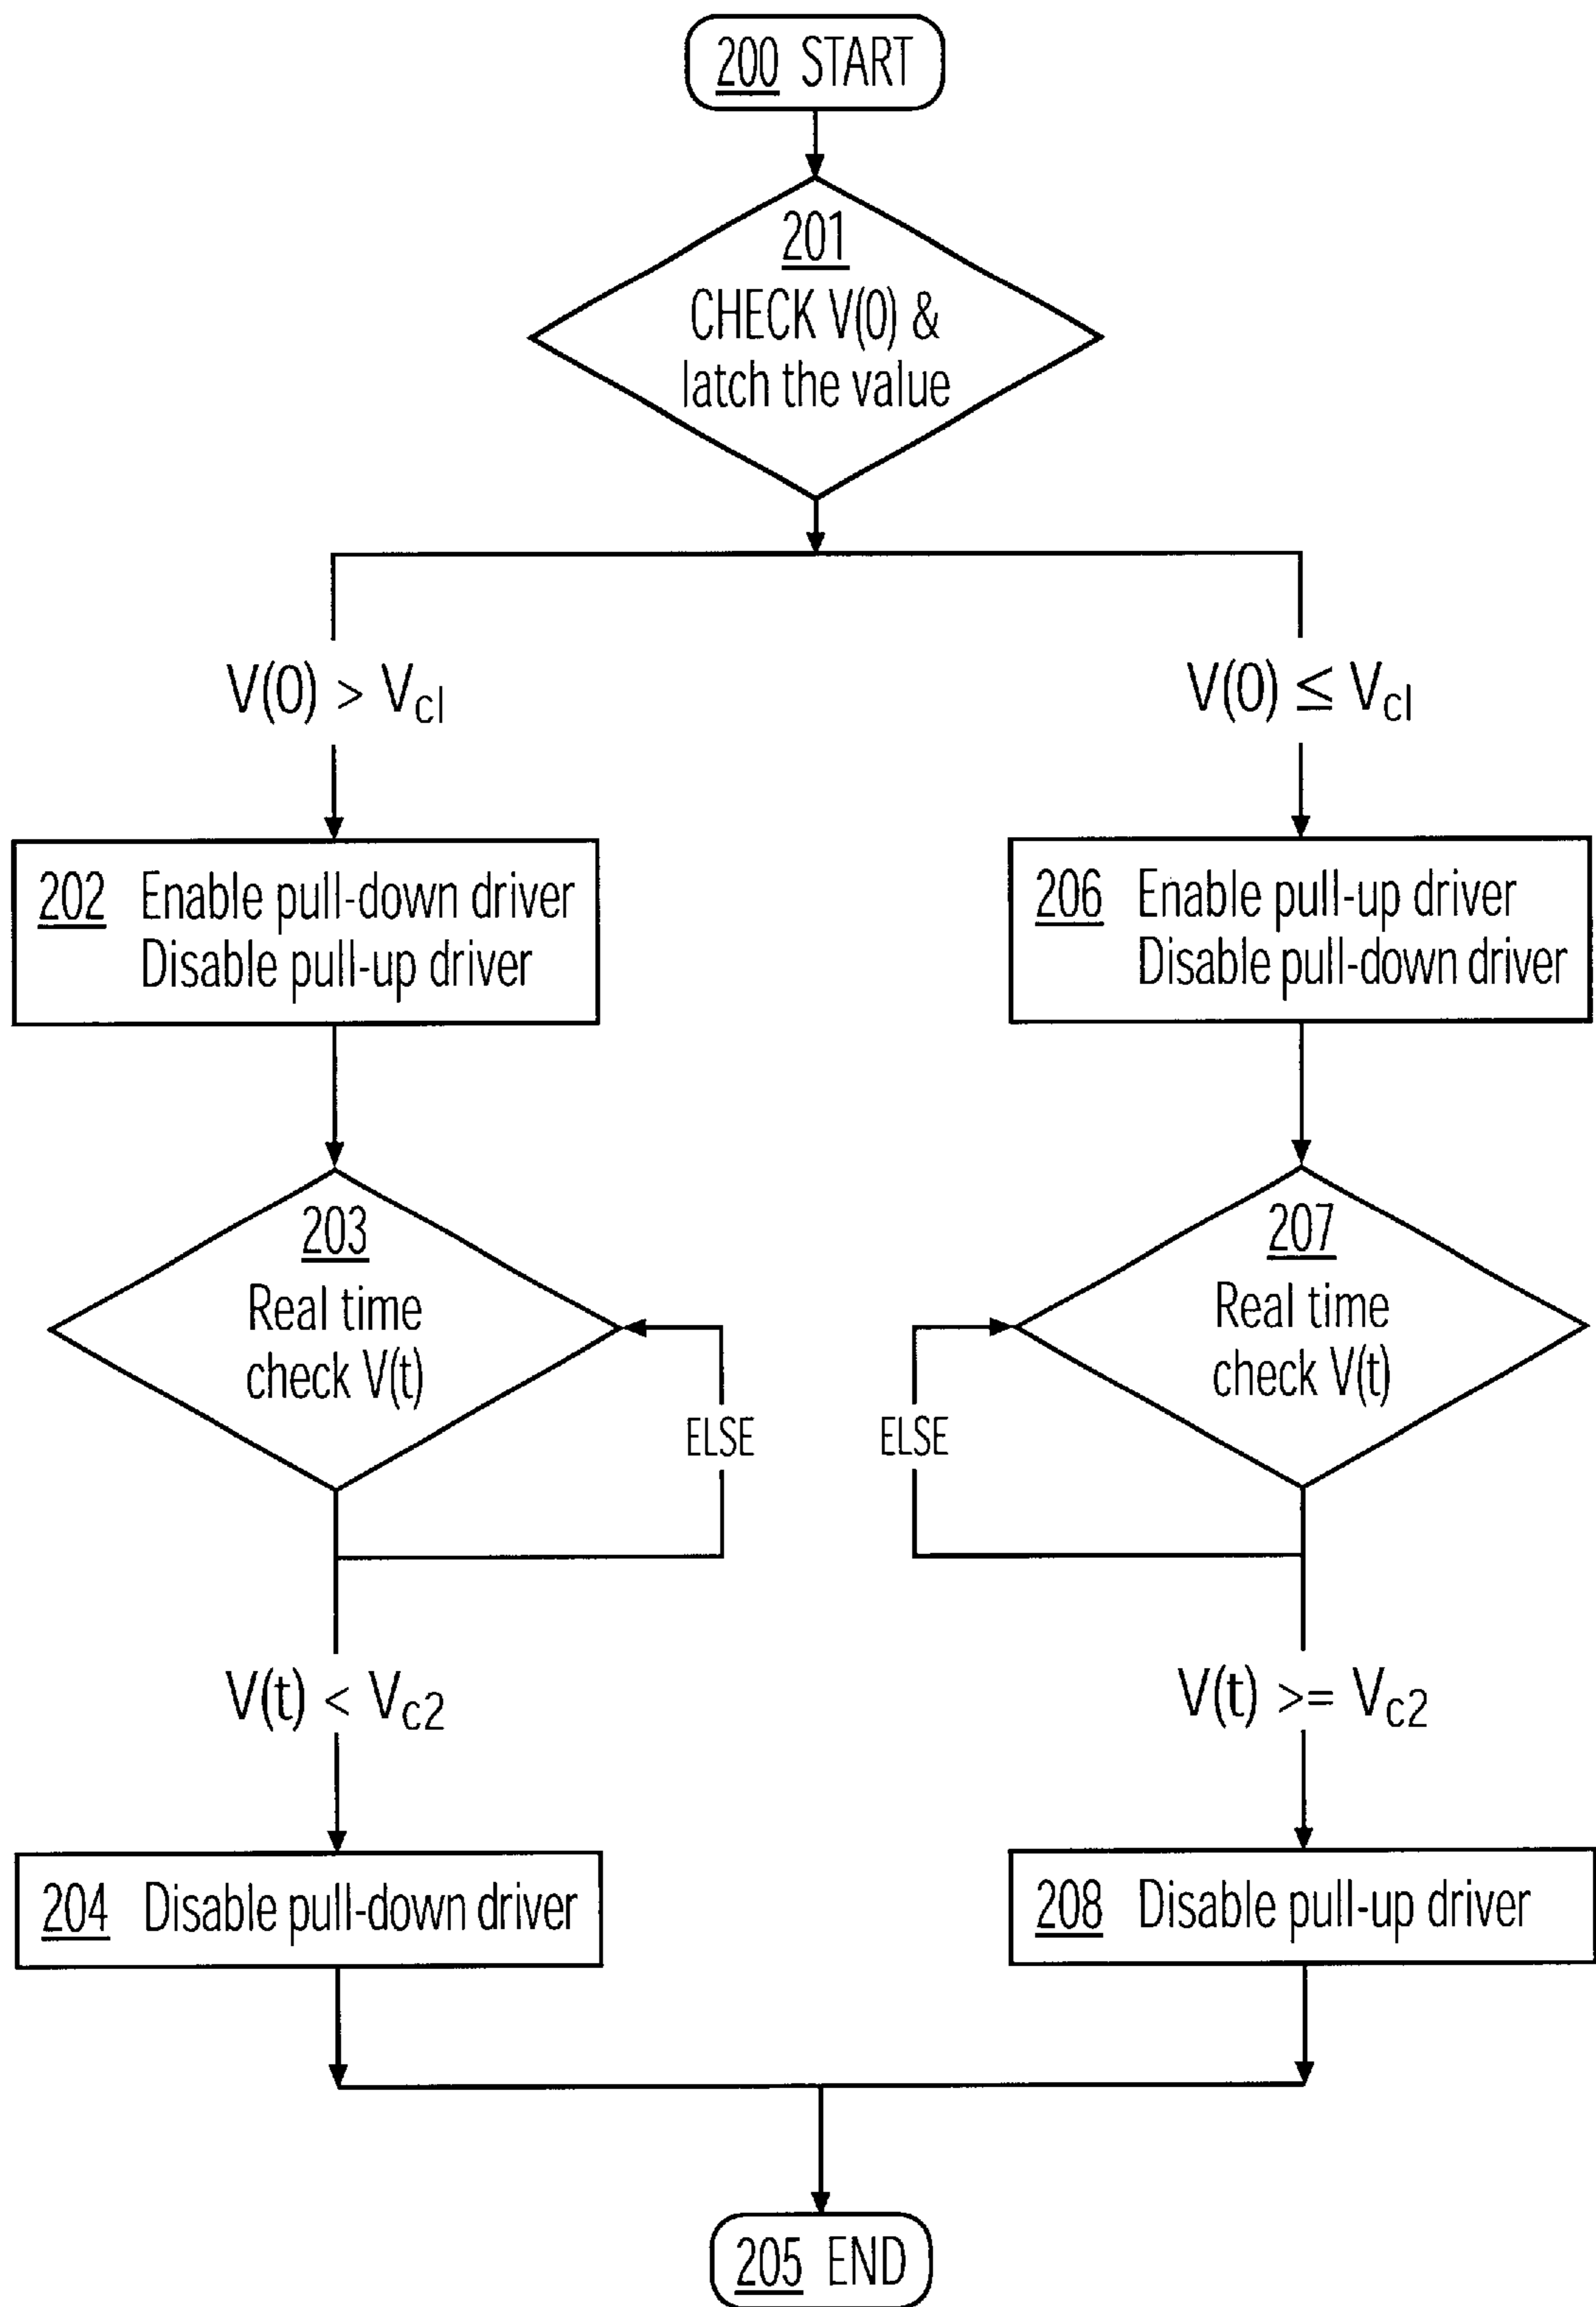 200 START
201
CHECK V(0) &
latch the value
V(0) > Vcl
V(0) ≤ Vcl
202 Enable pull-down driver
Disable pull-up driver
206 Enable pull-up driver
Disable pull-down driver
203
Real time
check V(t)
207
Real time
check V(t)
ELSE
ELSE
V(t) < Vc2
V(t) >= Vc2
204 Disable pull-down driver
208 Disable pull-up driver
205 END